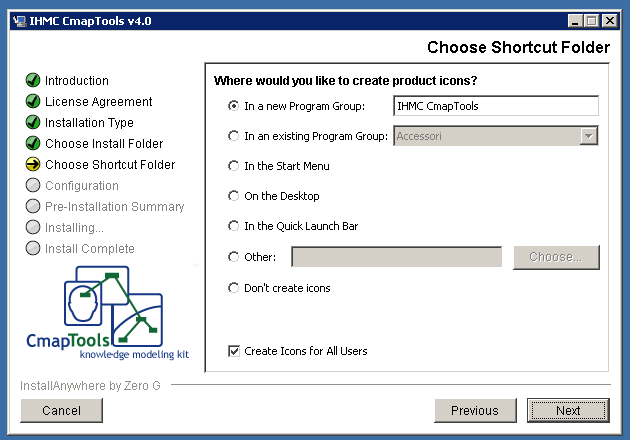 IHMC CmapTools v4.0
Choose Shortcut Folder
Introduction
License Agreement
Installation Type
Choose Install Folder
Choose Shortcut Folder
Configuration
Pre-Installation Summary
Installing...
Install Complete
CmapTools
knowledge modeling kit
Where would you like to create product icons?
In a new Program Group: IHMC CmapTools
In an existing Program Group: Accessori
In the Start Menu
On the Desktop
In the Quick Launch Bar
Other: Choose...
Don't create icons
Create Icons for All Users
InstallAnywhere by Zero G
Cancel Previous Next